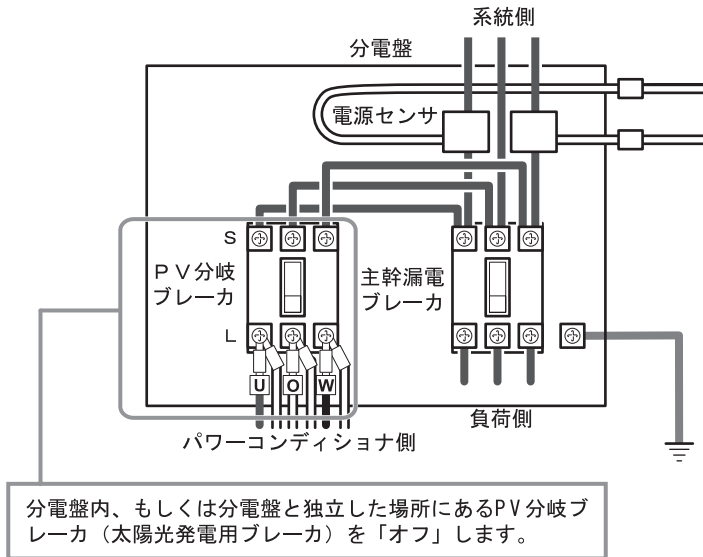 系統側
分電盤
電源センサ
S
PV分岐
ブレーカ
主幹漏電
ブレーカ
L
U O W
負荷側
パワーコンディショナ側
分電盤内、もしくは分電盤と独立した場所にあるPV分岐ブ
レーカ（太陽光発電用ブレーカ）を「オフ」します。